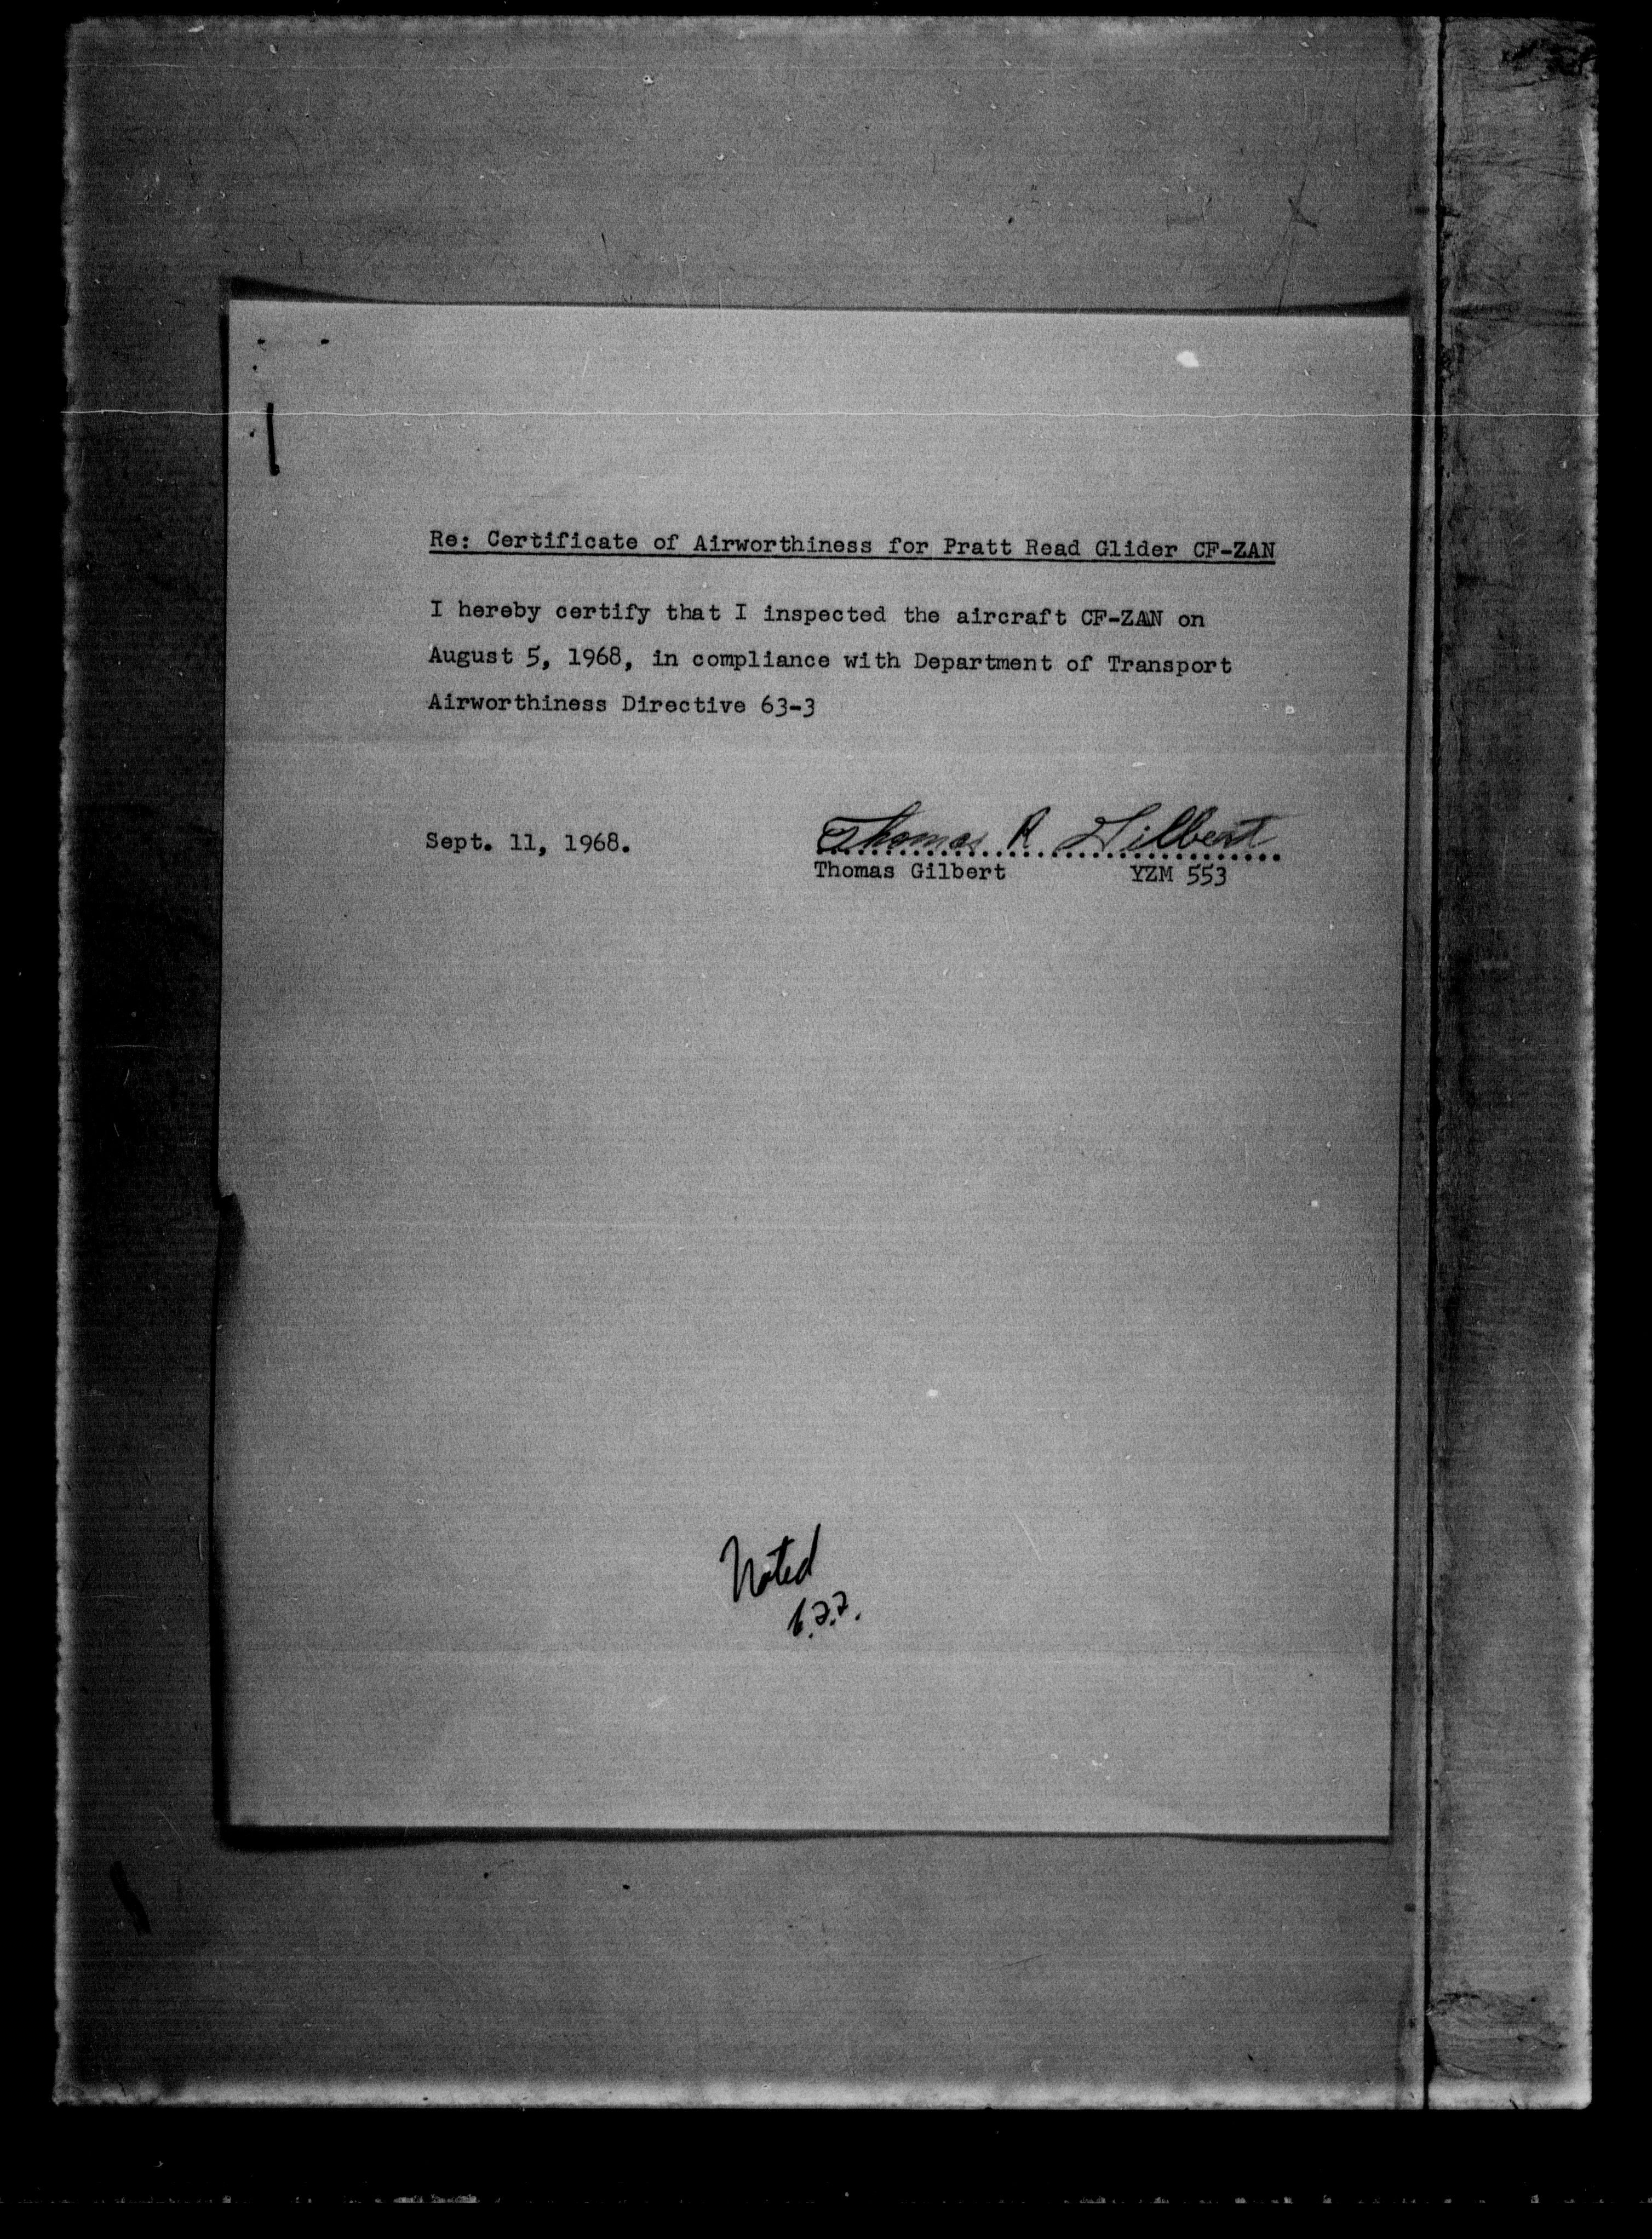 Re: Certificate of Airworthiness for Pratt Read Glider CF-ZAN
I hereby certify that I inspected the aircraft CF-ZAN on
August 5, 1968, in compliance with Department of Transport
Airworthiness Directive 63-3
Sept. 11, 1968.
Thomas R Gilbert
Thomas Gilbert YZM 553
Noted